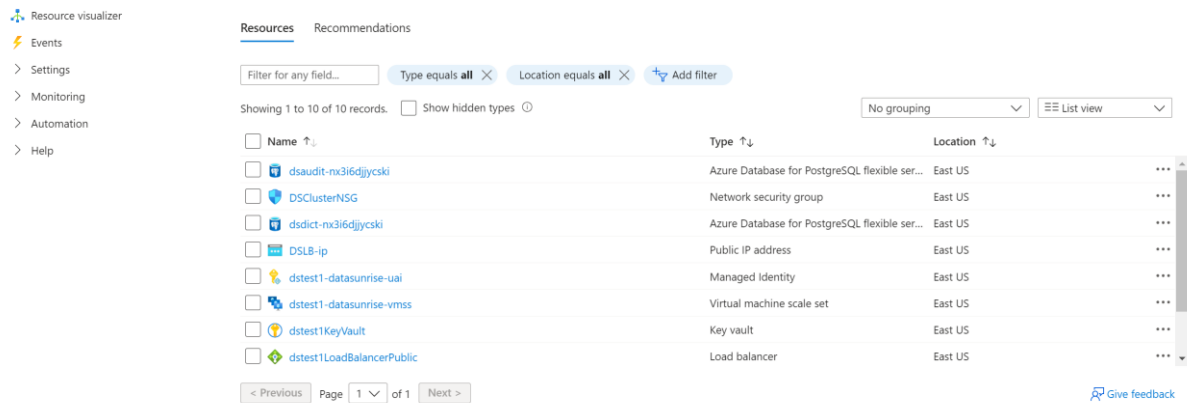 Resource visualizer
Events
Settings
Monitoring
Automation
Help
Resources Recommendations
Filter for any field... Type equals all Location equals all Add filter
Showing 1 to 10 of 10 records. Show hidden types No grouping List view
Name Type Location
dsaudit-nx3i6djjycski Azure Database for PostgreSQL flexible ser... East US
DSClusterNSG Network security group East US
dsdict-nx3i6djjycski Azure Database for PostgreSQL flexible ser... East US
DSLB-ip Public IP address East US
dstest1-datasunrise-uai Managed Identity East US
dstest1-datasunrise-vmss Virtual machine scale set East US
dstest1KeyVault Key vault East US
dstest1LoadBalancerPublic Load balancer East US
< Previous Page 1 of 1 Next > Give feedback